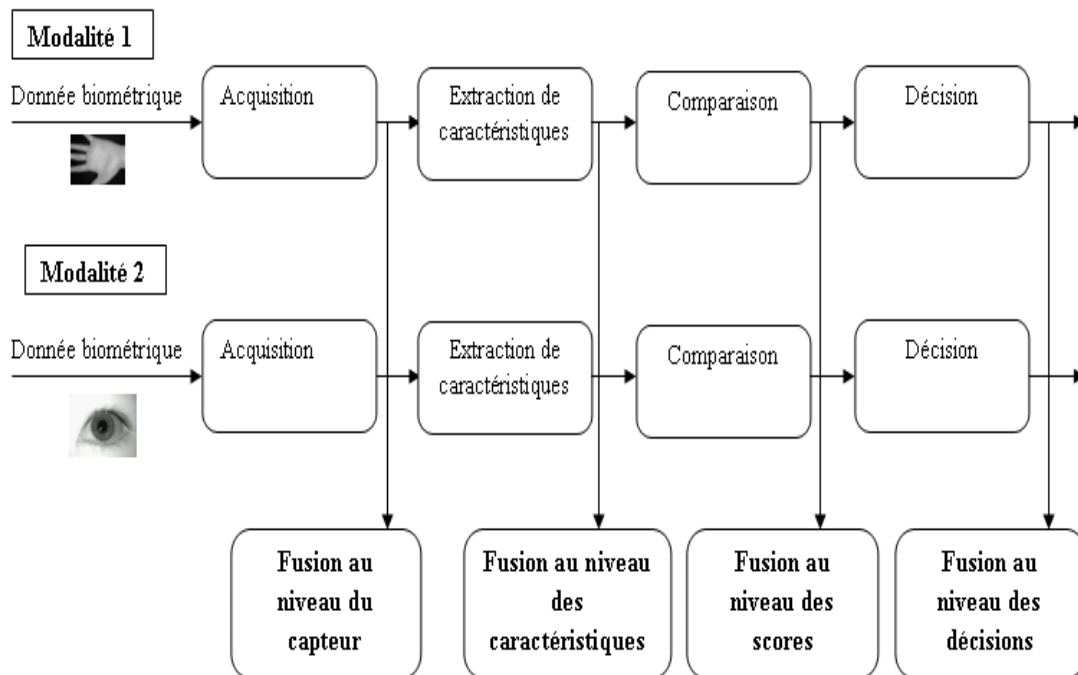 Modalité 1
Donnée biométrique
Acquisition
Extraction de
caractéristiques
Comparaison
Décision
Modalité 2
Donnée biométrique
Acquisition
Extraction de
caractéristiques
Comparaison
Décision
Fusion au
niveau du
capteur
Fusion au niveau
des
caractéristiques
Fusion au
niveau des
scores
Fusion au
niveau des
décisions